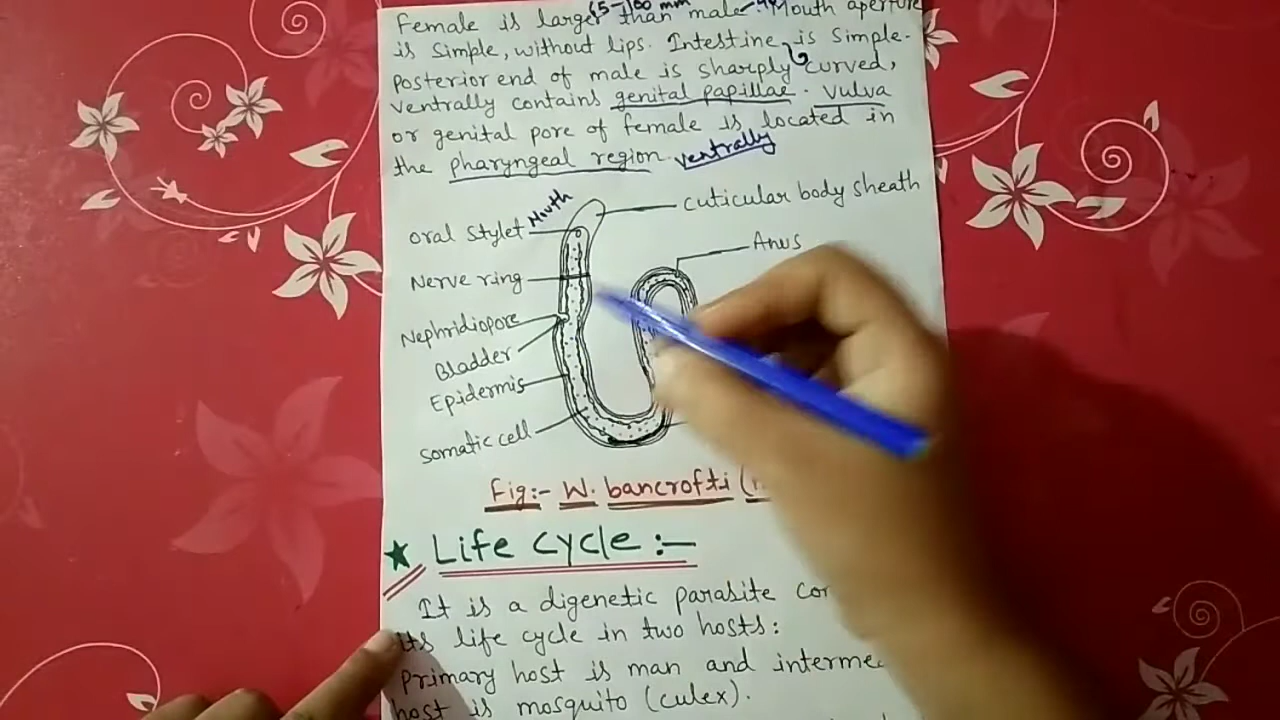 (5-100 mm
Female is larger than male Mouth aperture
is simple, without lips. Intestine is simple.
Posterior end of male is sharply curved,
ventrally contains genital papillae. Vulva
or genital pore of female is located in
the pharyngeal region ventrally
cuticular body sheath
Mouth
Oral Stylet
Anus
Nerve ring
Nephridiopore
Bladder
Epidermis
Somatic cell
Fig:- W. bancrofti (
★ Life cycle :-
It is a digenetic parasite
its life cycle in two hosts:
primary host is man and
host is mosquito (culex).